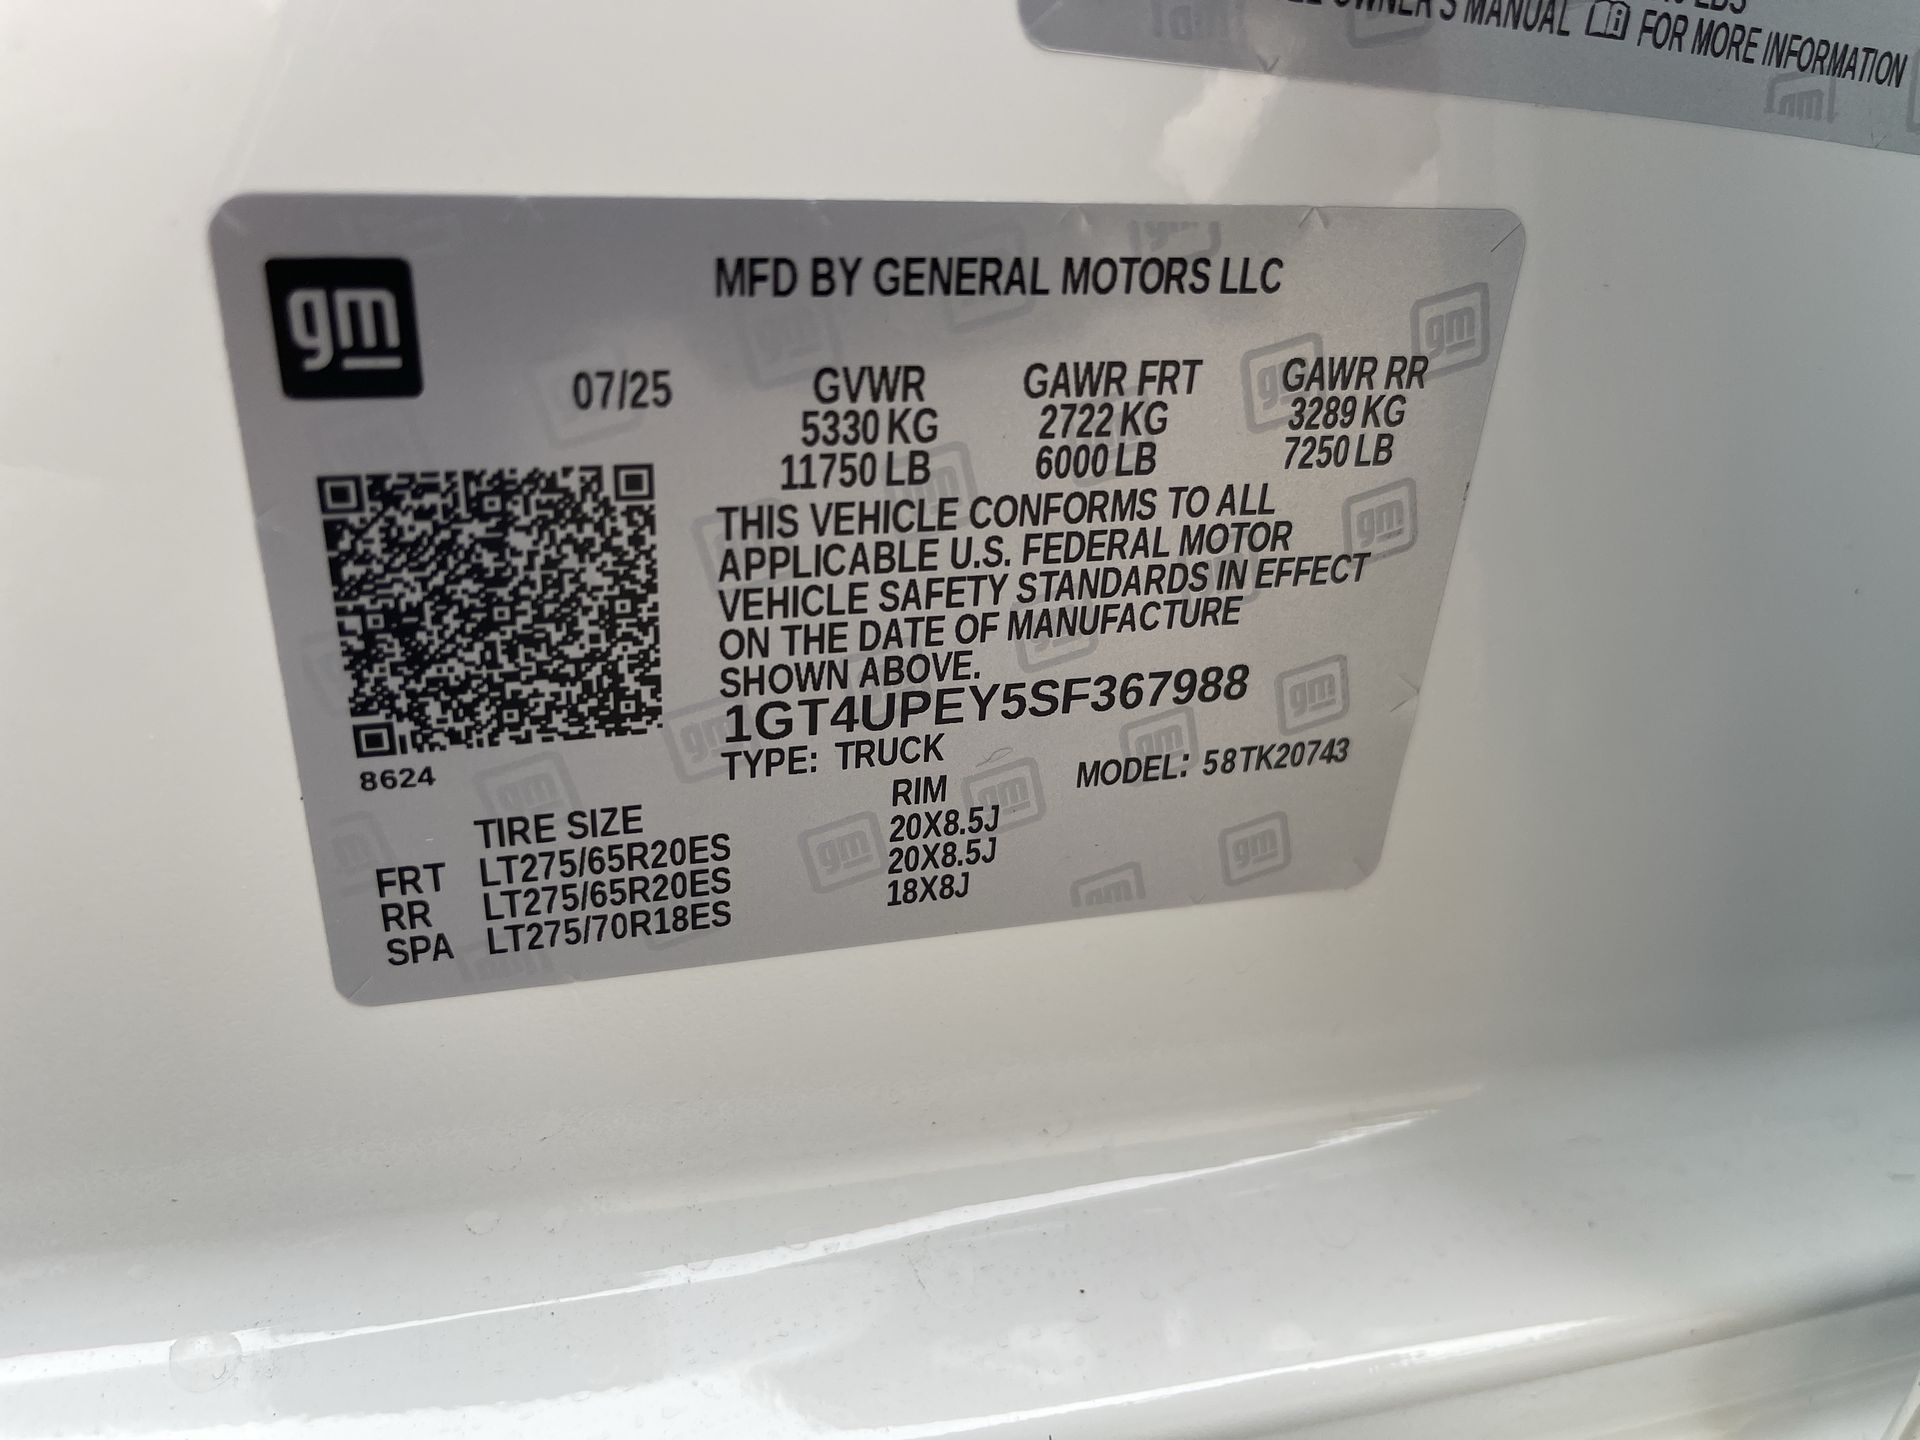 OWNER'S MANUAL FOR MORE INFORMATION
gm
MFD BY GENERAL MOTORS LLC
07/25 GVWR GAWR FRT GAWR RR
5330 KG 2722 KG 3289 KG
11750 LB 6000 LB 7250 LB
THIS VEHICLE CONFORMS TO ALL
APPLICABLE U.S. FEDERAL MOTOR
VEHICLE SAFETY STANDARDS IN EFFECT
ON THE DATE OF MANUFACTURE
SHOWN ABOVE.
1GT4UPEY5SF367988
TYPE: TRUCK MODEL: 58TK20743
8624
TIRE SIZE RIM
FRT LT275/65R20ES 20X8.5J
RR LT275/65R20ES 20X8.5J
SPA LT275/70R18ES 18X8J